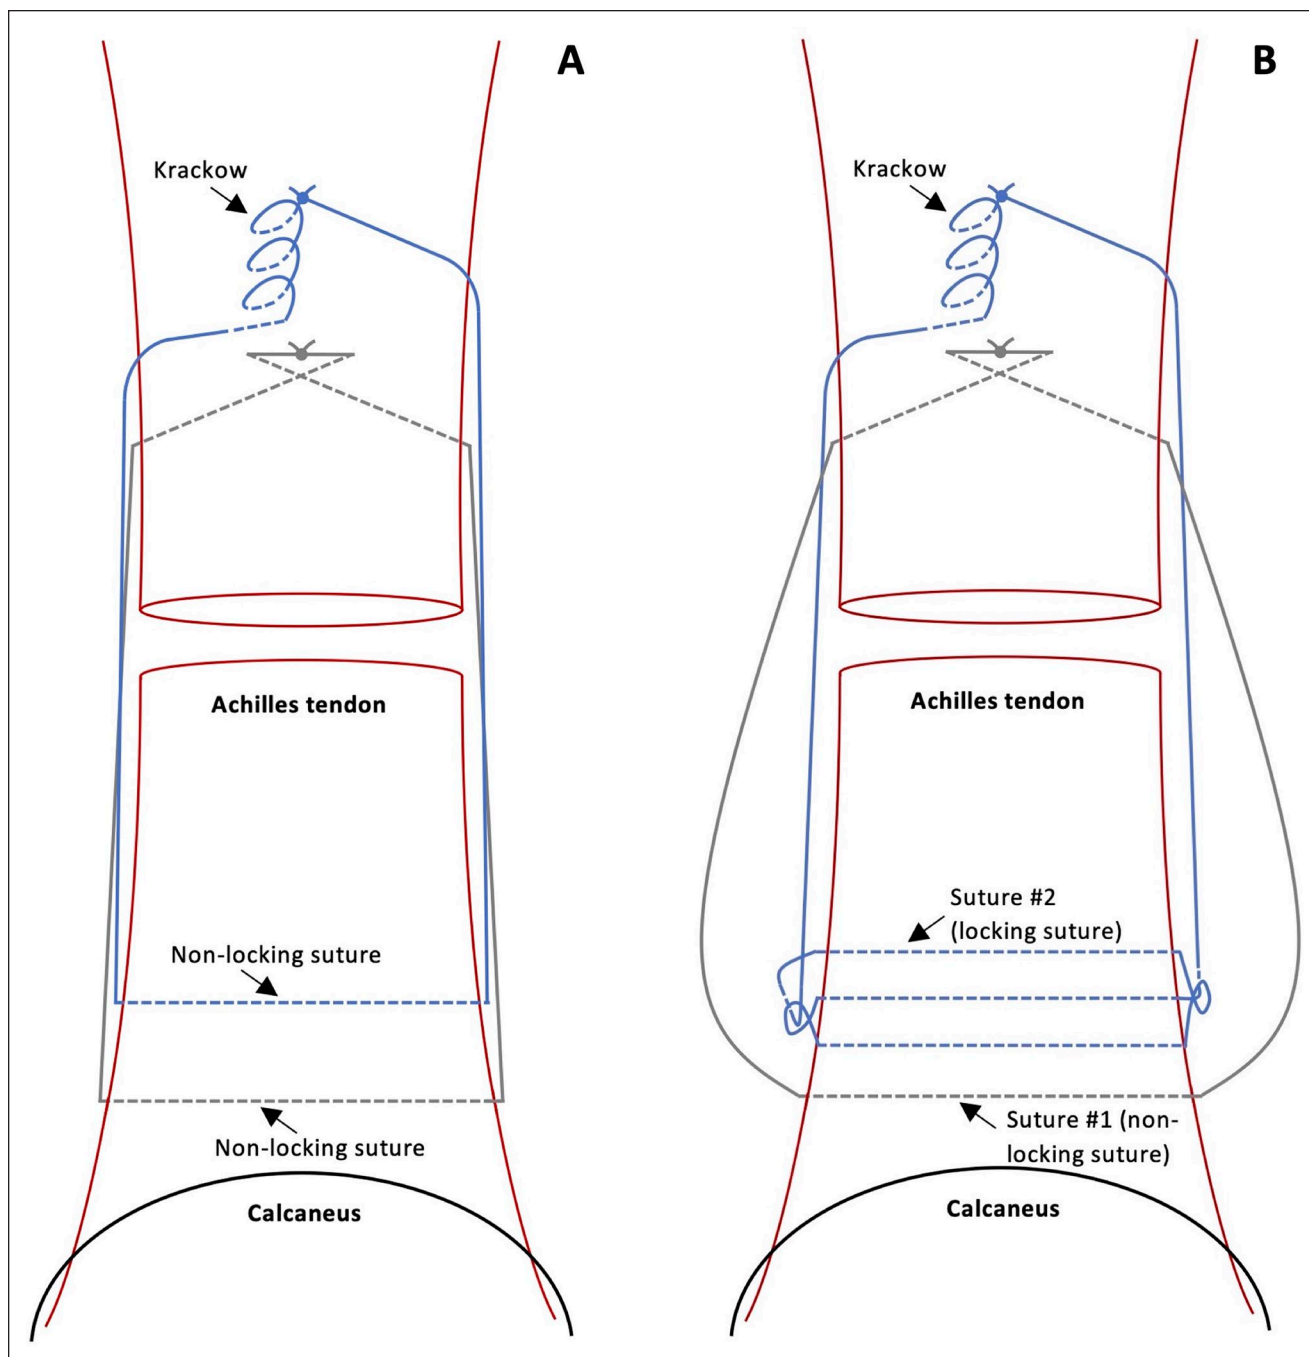 A
Krackow
Achilles tendon
Non-locking suture
Non-locking suture
Calcaneus
B
Krackow
Achilles tendon
Suture #2
(locking suture)
Suture #1 (non-
locking suture)
Calcaneus